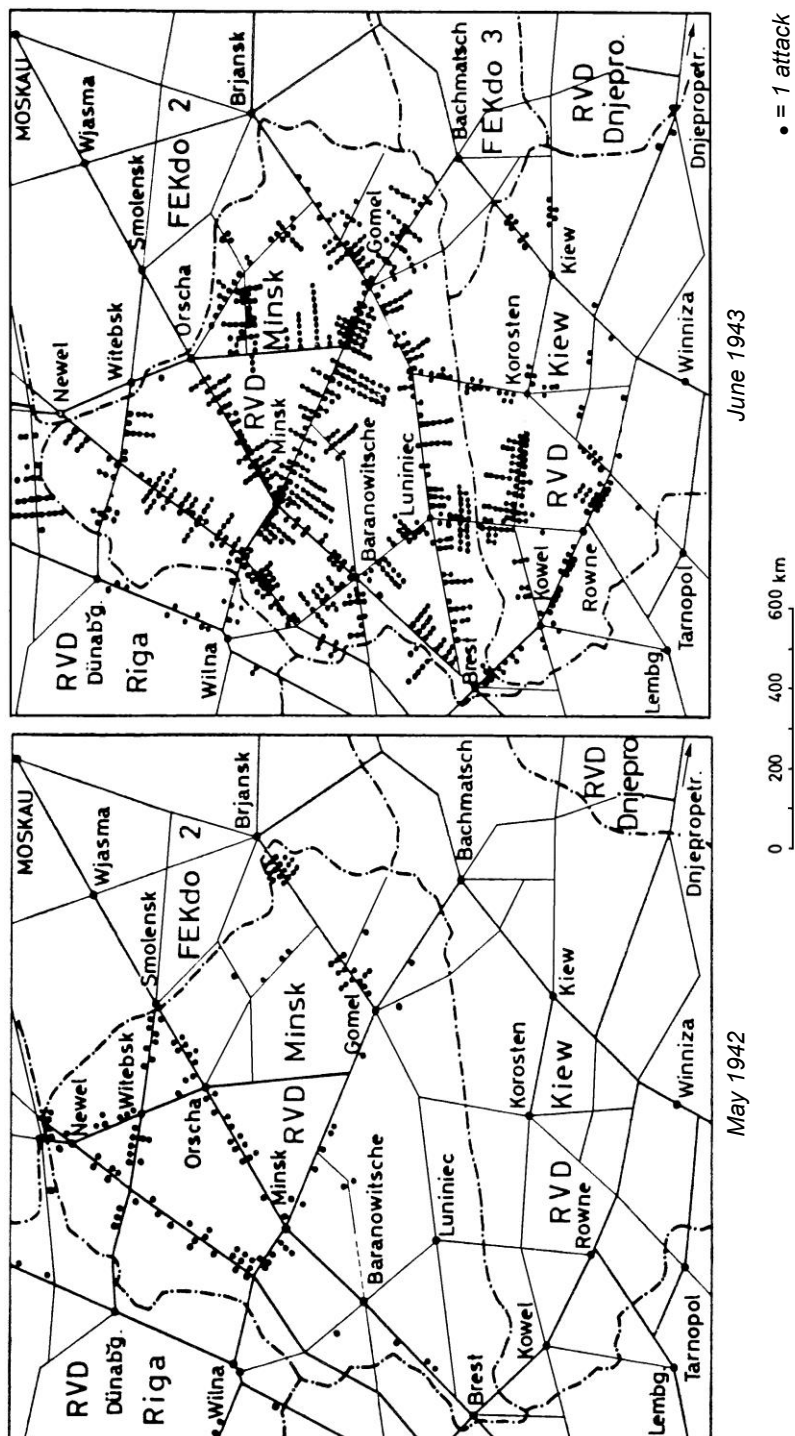 MOSKAU
RVD
Newel
Wjasma
Dünabğ.
Witebsk
Smolensk
Riga
Orscha
FEKdo 2
Wilna
Minsk
RVD
Minsk
Brjansk
Gomel
Baranowitsche
Brest
Luniniec
Bachmatsch
Kowel
Korosten
Kiew
RVD
Rowne
Kiew
RVD
Dnjepro.
Lembg.
Tarnopol
Winniza
Dnjepropetr.
May 1942
MOSKAU
RVD
Newel
Wjasma
Dünabğ.
Witebsk
Smolensk
Riga
Orscha
FEKdo 2
Wilna
RVD
Minsk
Minsk
Brjansk
Gomel
Baranowitsche
Luniniec
Brest
Bachmatsch
FEKdo 3
Kowel
Korosten
Kiew
RVD
Rowne
Kiew
RVD
Dnjepro.
Lembg.
Tarnopol
Winniza
Dnjepropetr.
June 1943
0 200 400 600 km
• = 1 attack